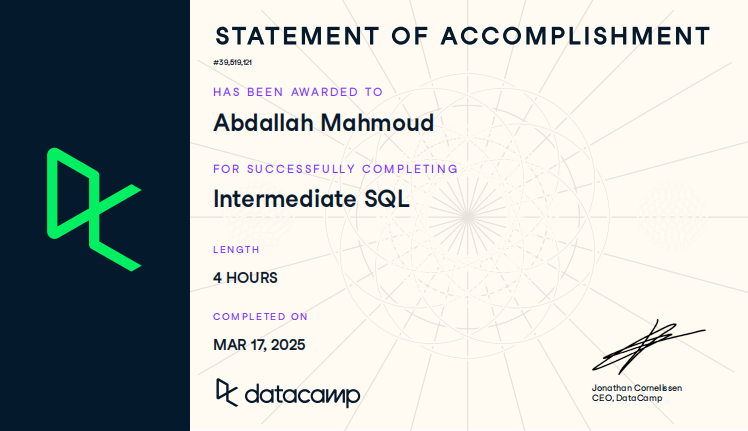 STATEMENT OF ACCOMPLISHMENT
#39,519,121
HAS BEEN AWARDED TO
Abdallah Mahmoud
FOR SUCCESSFULLY COMPLETING
Intermediate SQL
LENGTH
4 HOURS
COMPLETED ON
MAR 17, 2025
datacamp
Jonathan Cornelissen
CEO, DataCamp